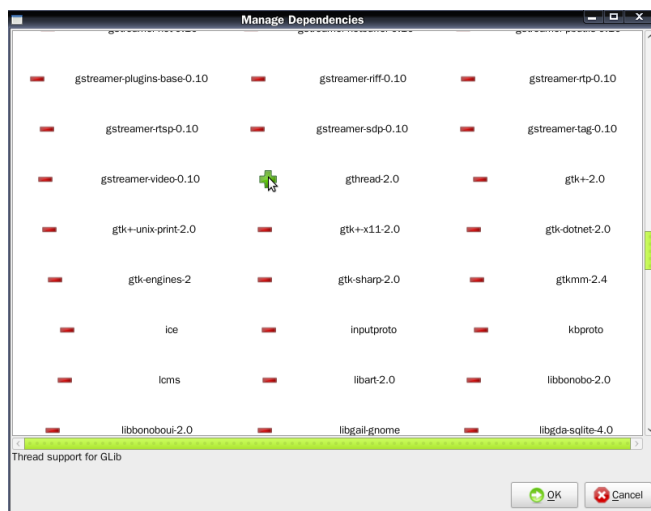 Manage Dependencies
gstreamer-plugins-base-0.10 gstreamer-riff-0.10 gstreamer-rtp-0.10
gstreamer-rtsp-0.10 gstreamer-sdp-0.10 gstreamer-tag-0.10
gstreamer-video-0.10 gthread-2.0 gtk+-2.0
gtk+-unix-print-2.0 gtk+-x11-2.0 gtk-dotnet-2.0
gtk-engines-2 gtk-sharp-2.0 gtkmm-2.4
ice inputproto kbproto
lcms libart-2.0 libbonobo-2.0
libbonoboui-2.0 libgail-gnome libgda-sqlite-4.0
Thread support for GLib
OK Cancel